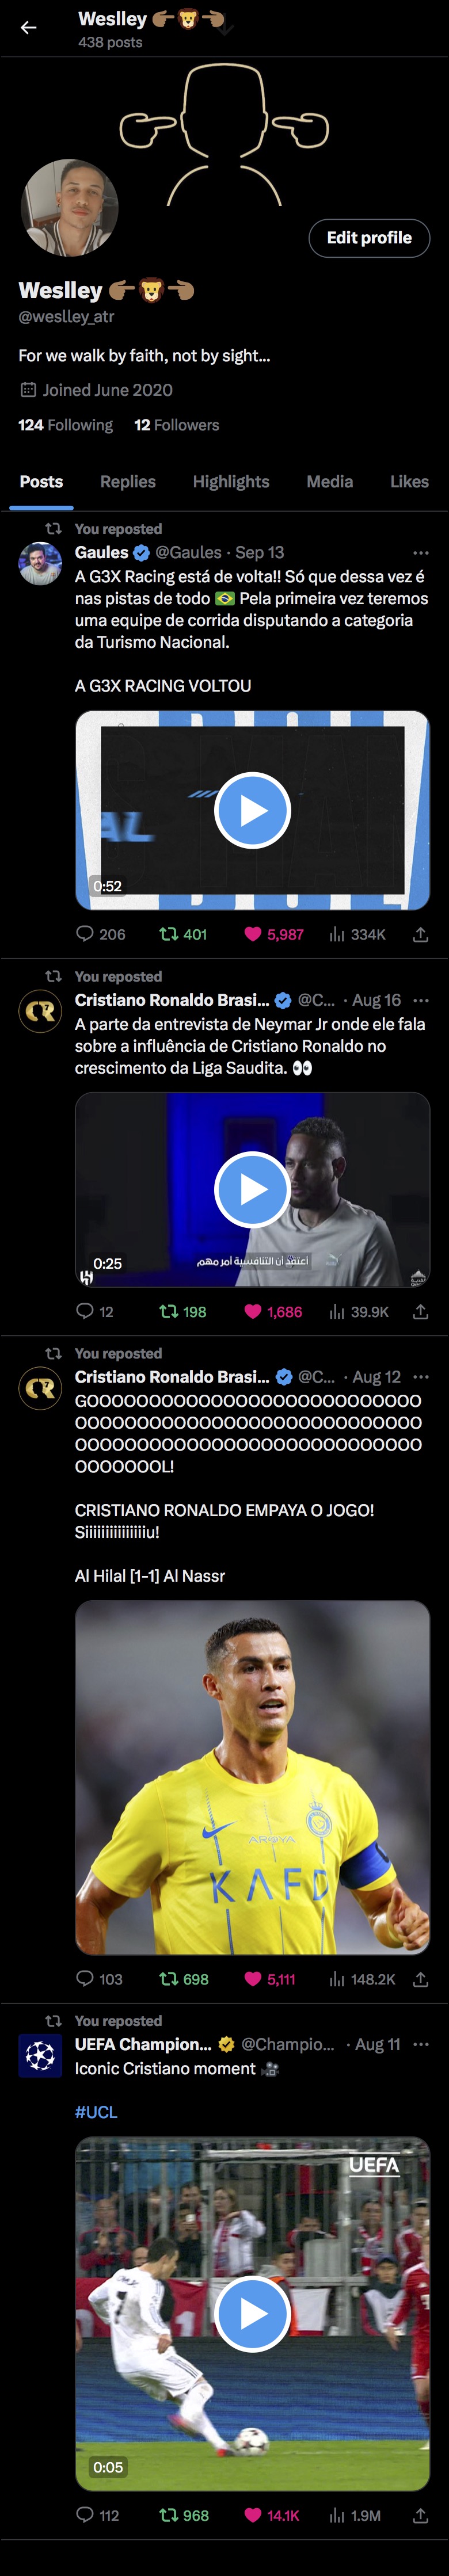 Weslley 👉🏽🦁👈🏽
438 posts
Edit profile
Weslley 👉🏽🦁👈🏽
@weslley_atr
For we walk by faith, not by sight...
Joined June 2020
124 Following 12 Followers
Posts Replies Highlights Media Likes
You reposted
Gaules @Gaules · Sep 13
A G3X Racing está de volta!! Só que dessa vez é
nas pistas de todo 🇧🇷 Pela primeira vez teremos
uma equipe de corrida disputando a categoria
da Turismo Nacional.
A G3X RACING VOLTOU
AL
0:52
206 401 5,987 334K
You reposted
Cristiano Ronaldo Brasi... @C... · Aug 16
A parte da entrevista de Neymar Jr onde ele fala
sobre a influência de Cristiano Ronaldo no
crescimento da Liga Saudita. 👀
اعتقد أن التنافسية أمر مهم
0:25
12 198 1,686 39.9K
You reposted
Cristiano Ronaldo Brasi... @C... · Aug 12
GOOOOOOOOOOOOOOOOOOOOOOOOOOO
OOOOOOOOOOOOOOOOOOOOOOOOOOOO
OOOOOOOOOOOOOOOOOOOOOOOOOOOO
OOOOOOOL!
CRISTIANO RONALDO EMPAYA O JOGO!
Siiiiiiiiiiiiiiiu!
Al Hilal [1-1] Al Nassr
AROYA
KAFD
103 698 5,111 148.2K
You reposted
UEFA Champion... @Champio... · Aug 11
Iconic Cristiano moment 🎥
#UCL
UEFA
7
0:05
112 968 14.1K 1.9M